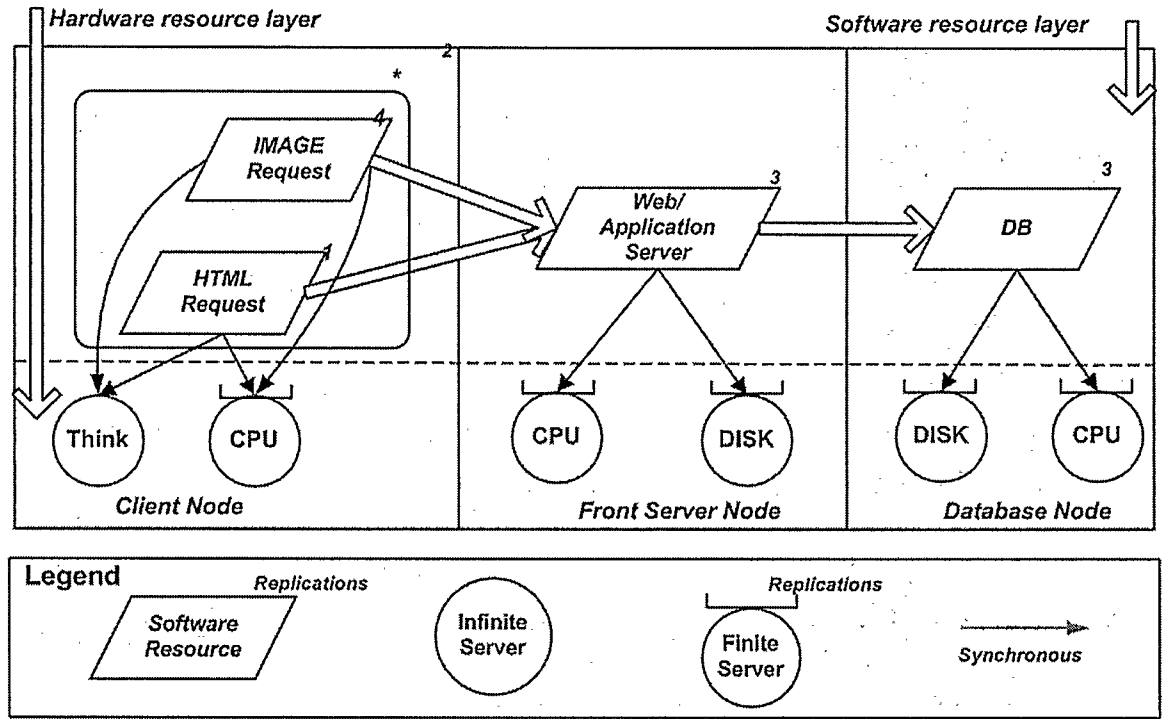 Hardware resource layer
Software resource layer
2
*
4
IMAGE
Request
1
HTML
Request
3
Web/
Application
Server
3
DB
Think
CPU
CPU
DISK
DISK
CPU
Client Node
Front Server Node
Database Node
Legend
Replications
Software
Resource
Infinite
Server
Replications
Finite
Server
Synchronous